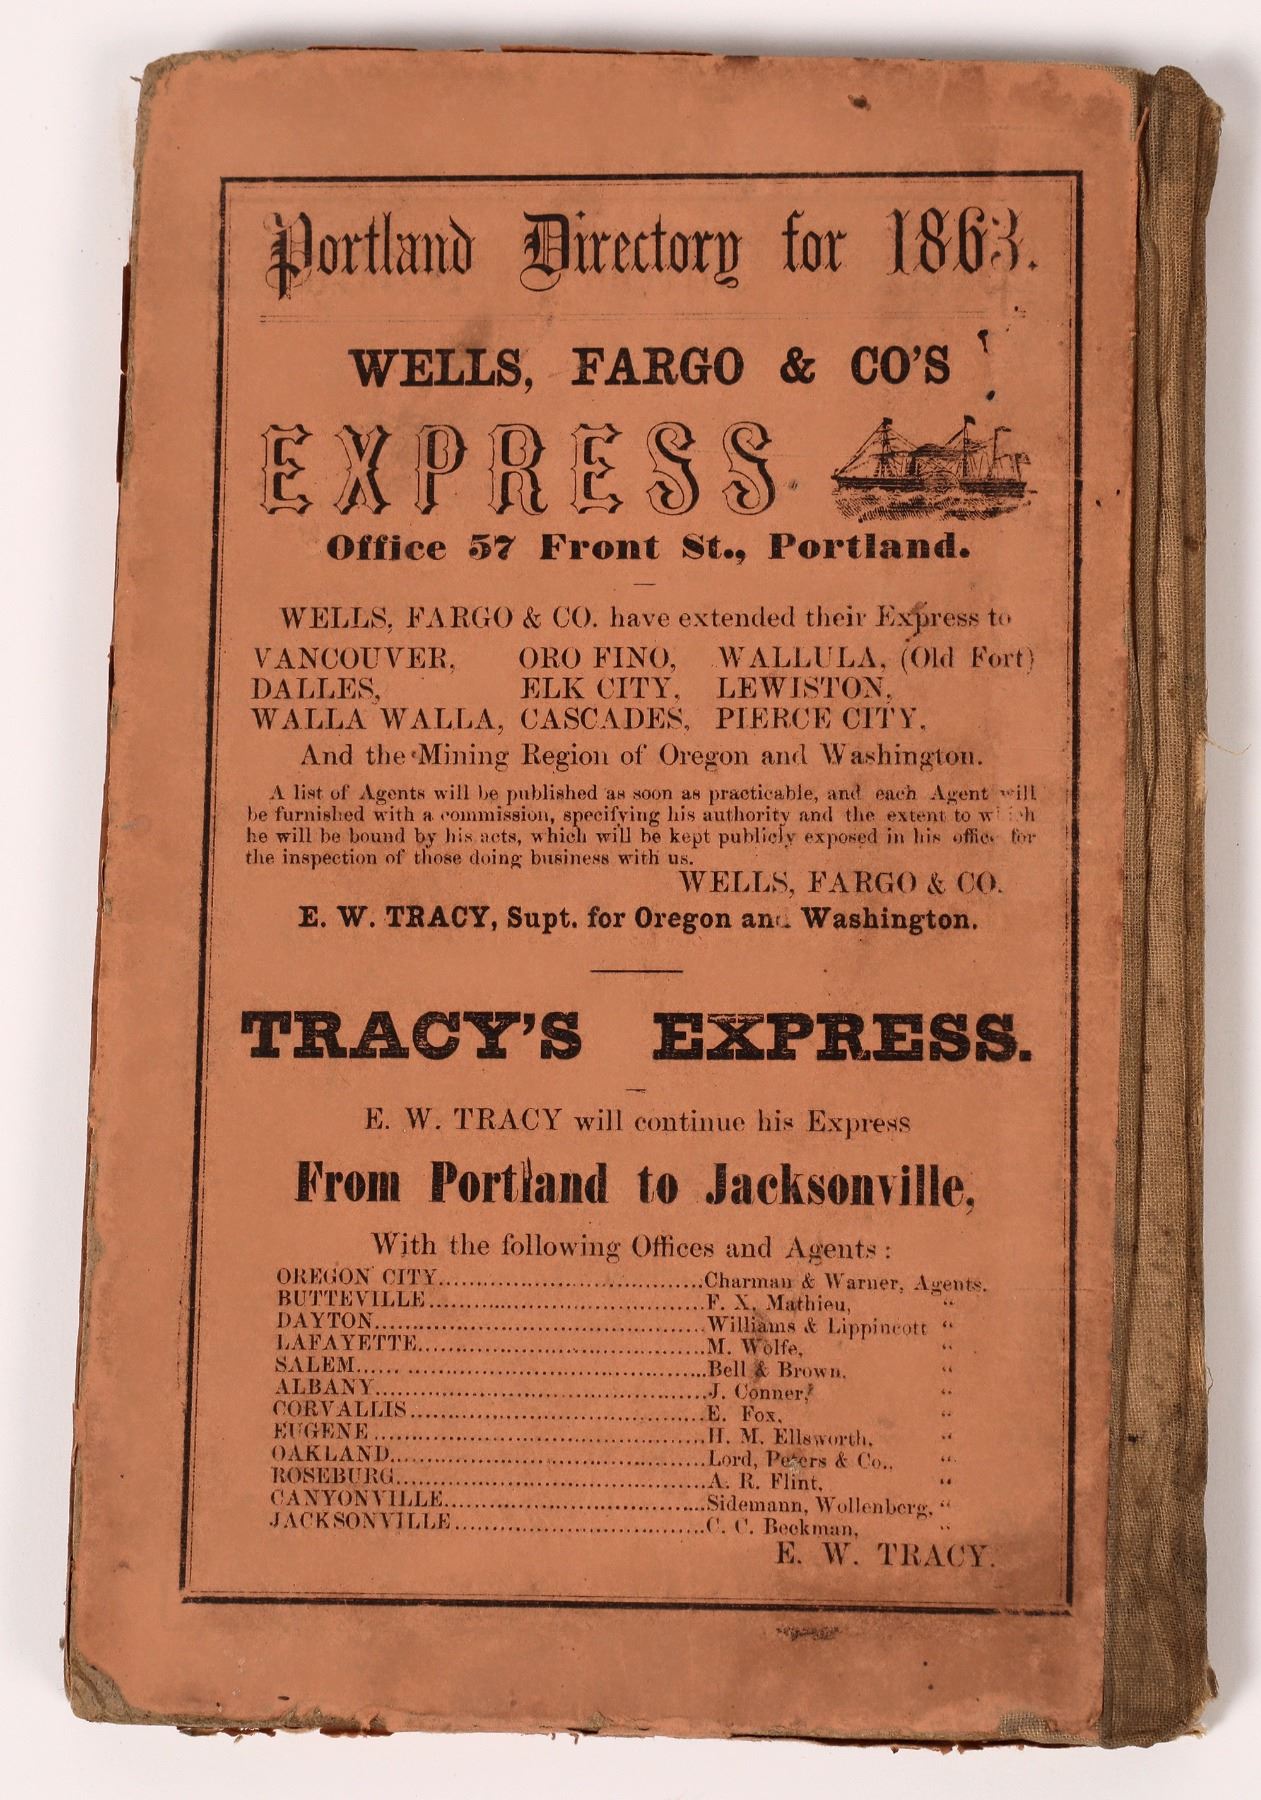 Portland Directory for 1863.
WELLS, FARGO & CO'S
EXPRESS
Office 57 Front St., Portland.
WELLS, FARGO & CO. have extended their Express to
VANCOUVER, ORO FINO, WALLULA, (Old Fort)
DALLES, ELK CITY, LEWISTON,
WALLA WALLA, CASCADES, PIERCE CITY,
And the Mining Region of Oregon and Washington.
A list of Agents will be published as soon as practicable, and each Agent will
be furnished with a commission, specifying his authority and the extent to which
he will be bound by his acts, which will be kept publicly exposed in his office for
the inspection of those doing business with us.
WELLS, FARGO & CO.
E. W. TRACY, Supt. for Oregon and Washington.
TRACY'S EXPRESS.
E. W. TRACY will continue his Express
From Portland to Jacksonville,
With the following Offices and Agents :
OREGON CITY........Charman & Warner, Agents.
BUTTEVILLE........F. X. Mathieu, "
DAYTON........Williams & Lippincott "
LAFAYETTE........M. Wolfe, "
SALEM........Bell & Brown, "
ALBANY........J. Conner, "
CORVALLIS........E. Fox, "
EUGENE........H. M. Ellsworth, "
OAKLAND........Lord, Peters & Co., "
ROSEBURG........A. R. Flint, "
CANYONVILLE........Sidemann, Wollenberg, "
JACKSONVILLE........C. C. Beekman, "
E. W. TRACY.